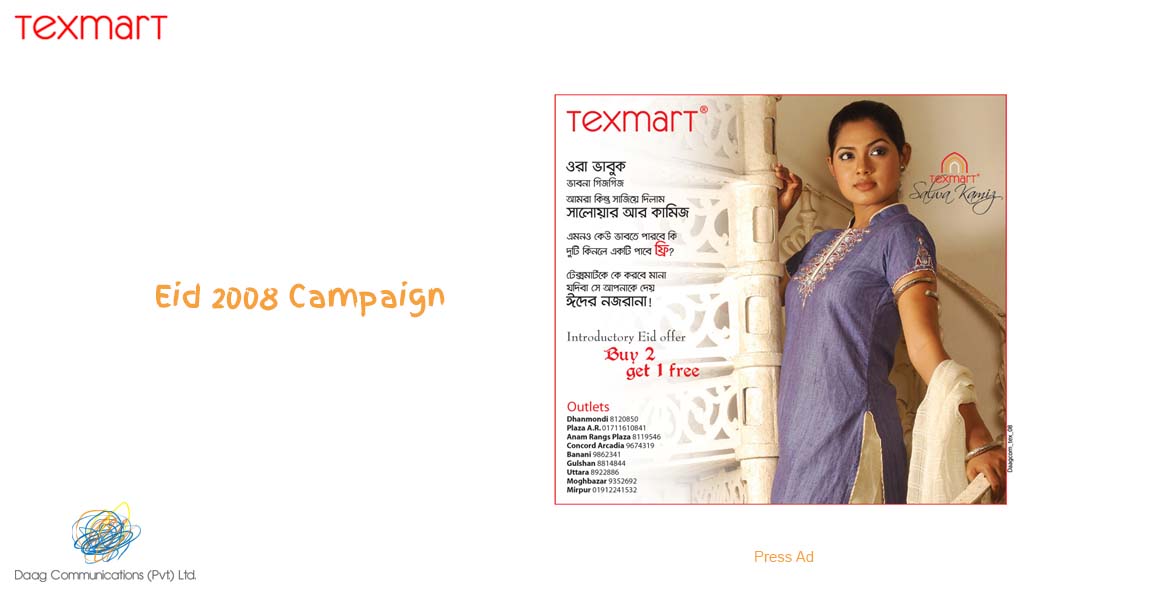 Texmart
Eid 2008 Campaign
Texmart®
ওরা ভাবুক
ভাবনা গিজগিজ
আমরা কিন্তু সাজিয়ে দিলাম
সালোয়ার আর কামিজ
এমনও কেউ ভাবতে পারবে কি
দুটি কিনলে একটি পাবে ফ্রি?
টেক্সমার্টকে কে করবে মানা
যদিবা সে আপনাকে দেয়
ঈদের নজরানা!
Introductory Eid offer
Buy 2
get 1 free
Outlets
Dhanmondi 8120850
Plaza A.R. 01711610841
Anam Rangs Plaza 8119546
Concord Arcadia 9674319
Banani 9862341
Gulshan 8814844
Uttara 8922886
Moghbazar 9352692
Mirpur 01912241532
Texmart®
Salwa Kamiz
Daagcom_tex_08
Press Ad
Daag Communications (Pvt) Ltd.